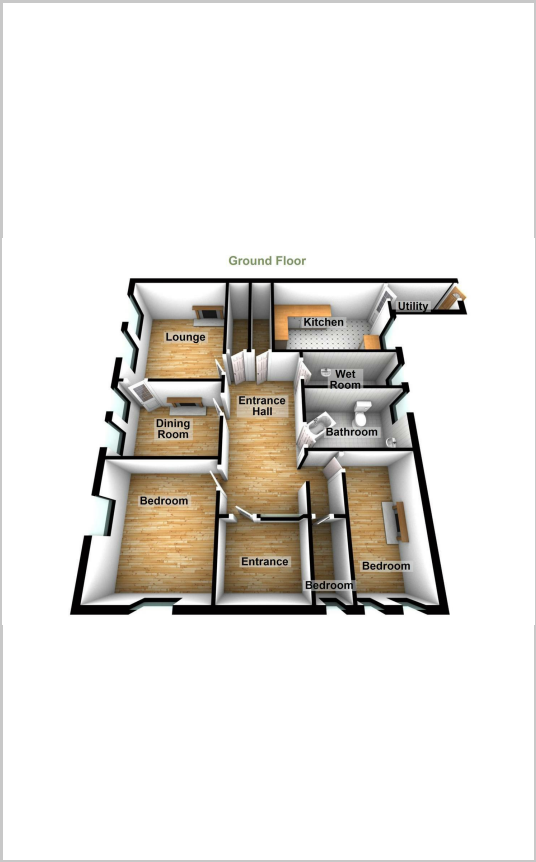 Ground Floor
Utility
Kitchen
Lounge
Wet
Room
Entrance
Hall
Dining
Room
Bathroom
Bedroom
Entrance
Bedroom
Bedroom